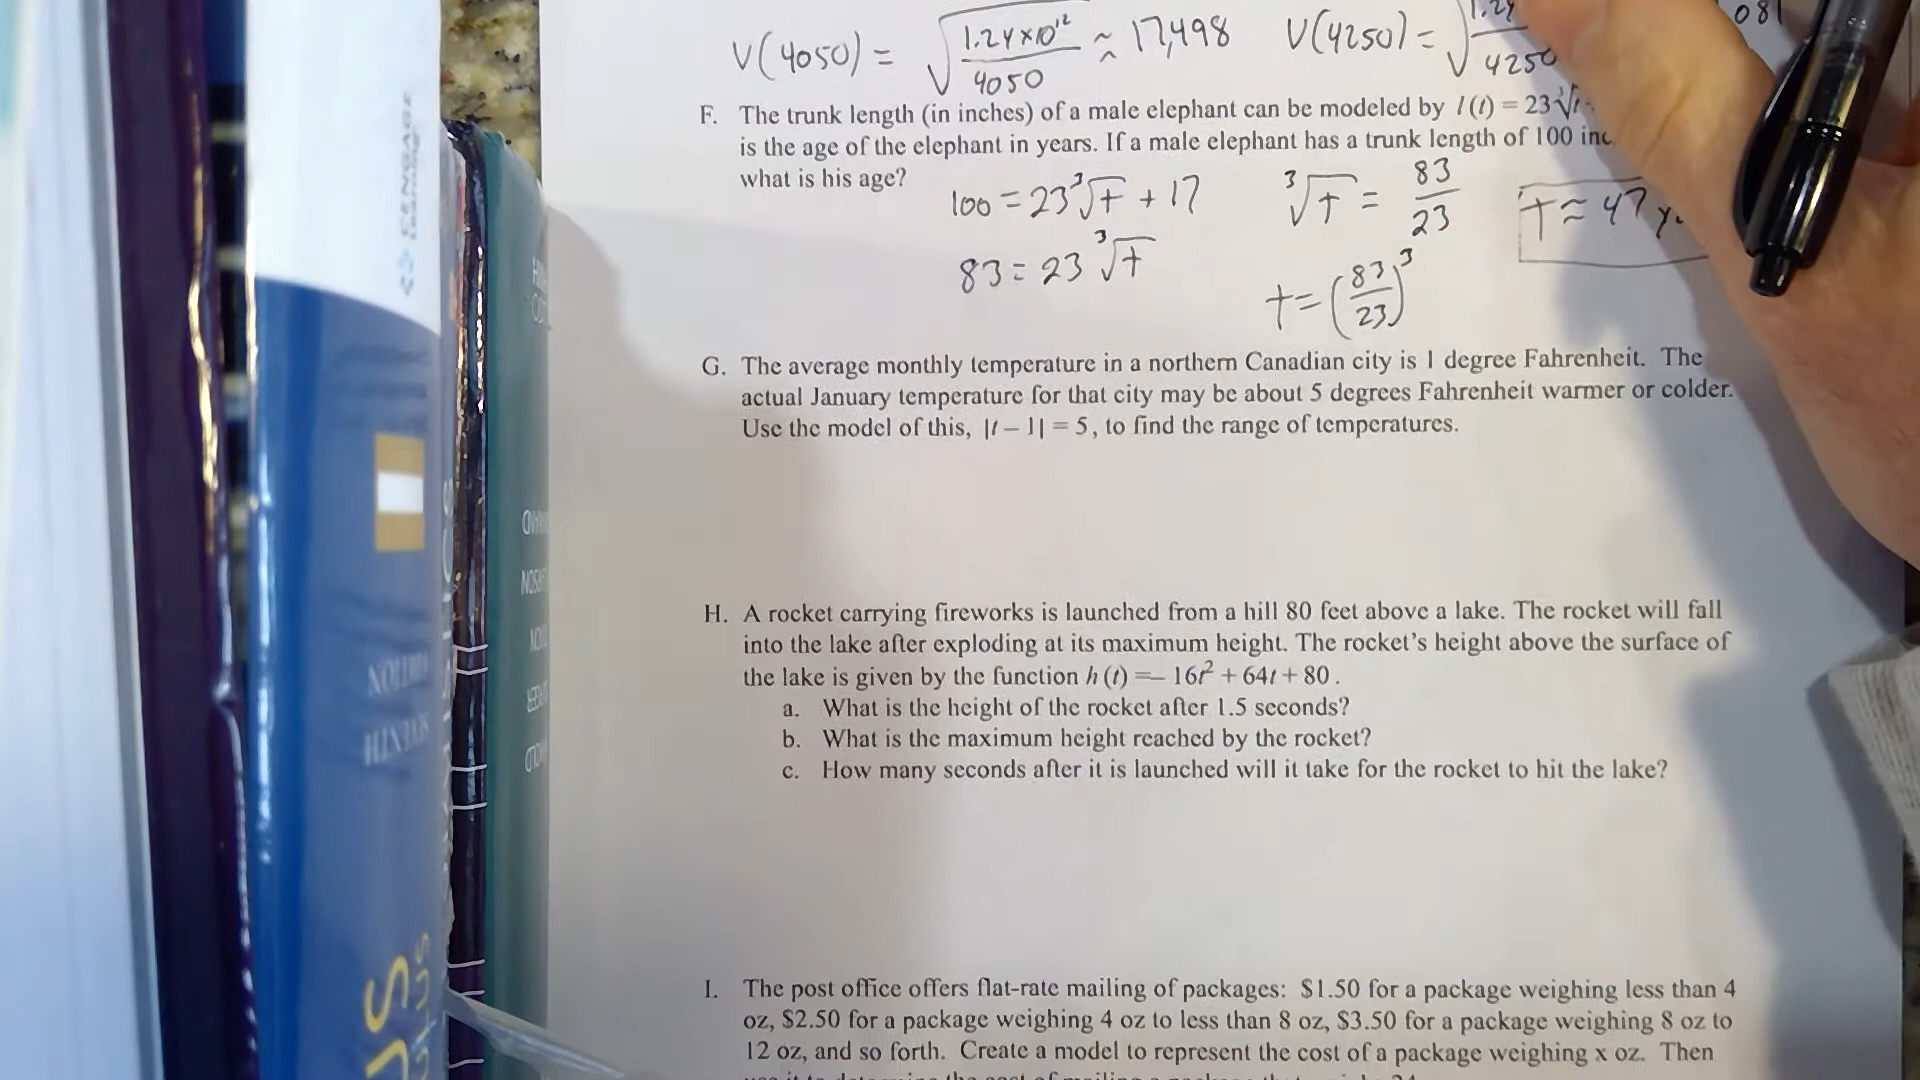 V(4050) = √(1.24×10¹²/4050) ≈ 17,498 V(4250) = √(1.24/4250 081
F. The trunk length (in inches) of a male elephant can be modeled by l(t) = 23∛t
is the age of the elephant in years. If a male elephant has a trunk length of 100 inc
what is his age?
100 = 23∛t + 17
83 = 23∛t
∛t = 83/23
t = (83/23)³
t ≈ 47 y
G. The average monthly temperature in a northern Canadian city is 1 degree Fahrenheit. The
actual January temperature for that city may be about 5 degrees Fahrenheit warmer or colder.
Use the model of this, |t − 1| = 5, to find the range of temperatures.
H. A rocket carrying fireworks is launched from a hill 80 feet above a lake. The rocket will fall
into the lake after exploding at its maximum height. The rocket's height above the surface of
the lake is given by the function h(t) =− 16t² + 64t + 80.
a. What is the height of the rocket after 1.5 seconds?
b. What is the maximum height reached by the rocket?
c. How many seconds after it is launched will it take for the rocket to hit the lake?
I. The post office offers flat-rate mailing of packages: $1.50 for a package weighing less than 4
oz, $2.50 for a package weighing 4 oz to less than 8 oz, $3.50 for a package weighing 8 oz to
12 oz, and so forth. Create a model to represent the cost of a package weighing x oz. Then
CENGAGE
Learning
SEVENTH
EDITION